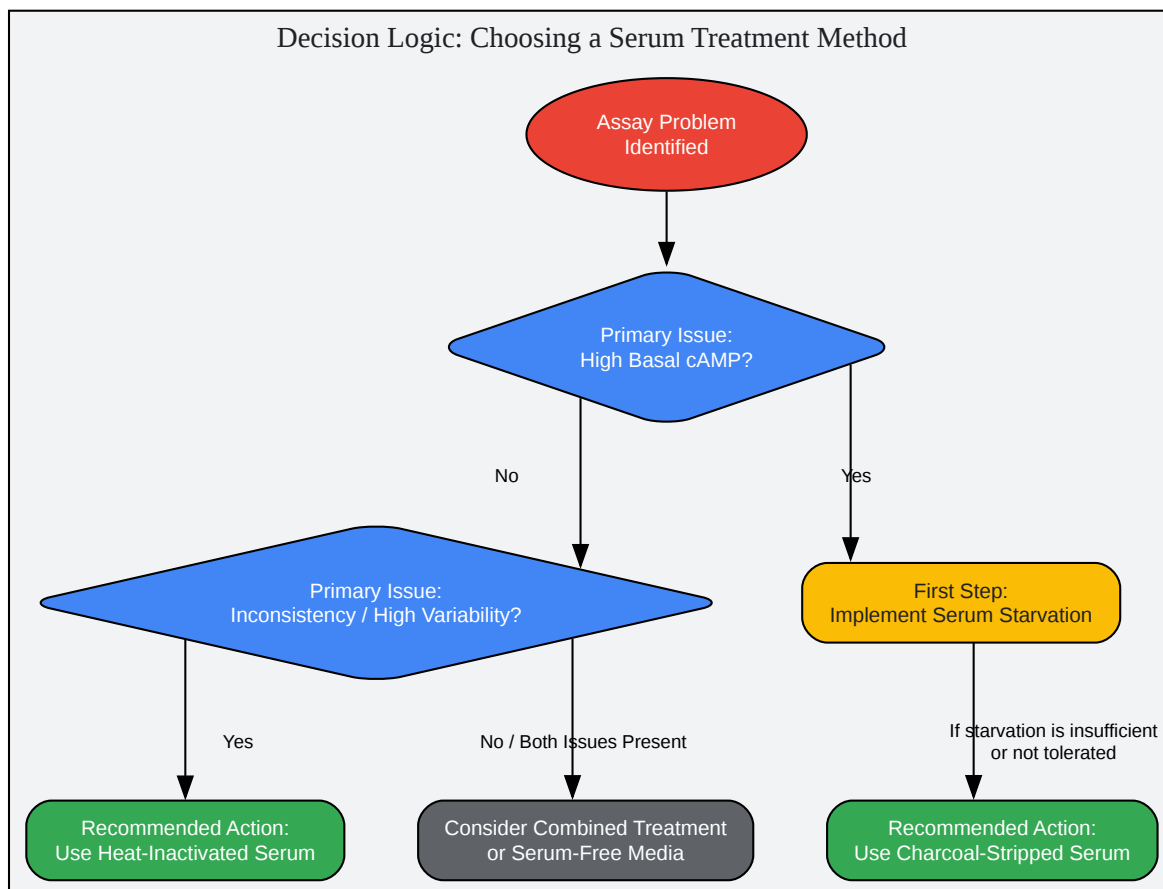 Decision Logic: Choosing a Serum Treatment Method
Assay Problem
Identified
Primary Issue:
High Basal cAMP?
No
Yes
Primary Issue:
Inconsistency / High Variability?
First Step:
Implement Serum Starvation
Yes
No / Both Issues Present
If starvation is insufficient
or not tolerated
Recommended Action:
Use Heat-Inactivated Serum
Consider Combined Treatment
or Serum-Free Media
Recommended Action:
Use Charcoal-Stripped Serum